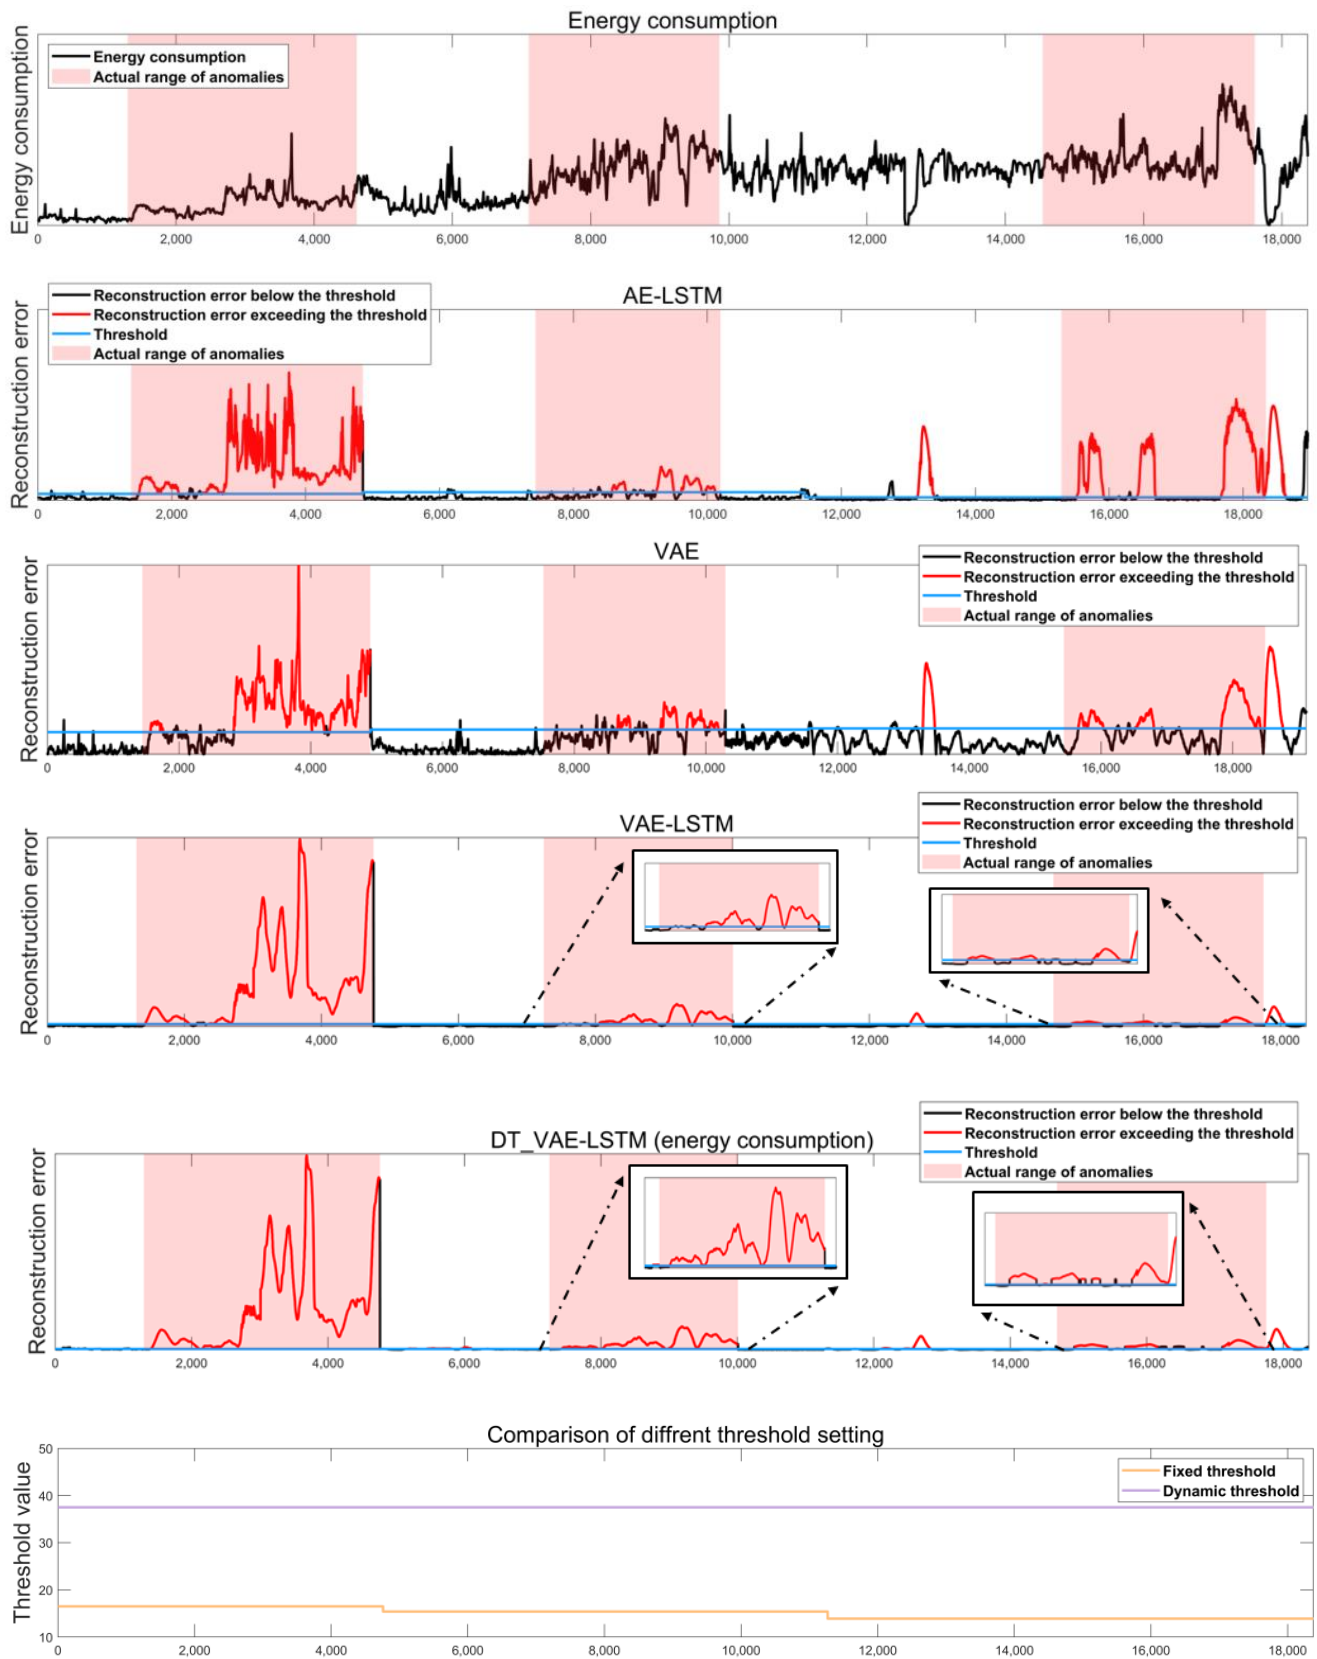 Energy consumption
Energy consumption
Energy consumption
Actual range of anomalies
0 2,000 4,000 6,000 8,000 10,000 12,000 14,000 16,000 18,000
AE-LSTM
Reconstruction error
Reconstruction error below the threshold
Reconstruction error exceeding the threshold
Threshold
Actual range of anomalies
0 2,000 4,000 6,000 8,000 10,000 12,000 14,000 16,000 18,000
VAE
Reconstruction error
Reconstruction error below the threshold
Reconstruction error exceeding the threshold
Threshold
Actual range of anomalies
0 2,000 4,000 6,000 8,000 10,000 12,000 14,000 16,000 18,000
VAE-LSTM
Reconstruction error
Reconstruction error below the threshold
Reconstruction error exceeding the threshold
Threshold
Actual range of anomalies
0 2,000 4,000 6,000 8,000 10,000 12,000 14,000 16,000 18,000
DT_VAE-LSTM (energy consumption)
Reconstruction error
Reconstruction error below the threshold
Reconstruction error exceeding the threshold
Threshold
Actual range of anomalies
0 2,000 4,000 6,000 8,000 10,000 12,000 14,000 16,000 18,000
Comparison of diffrent threshold setting
Threshold value
50
40
30
20
10
Fixed threshold
Dynamic threshold
0 2,000 4,000 6,000 8,000 10,000 12,000 14,000 16,000 18,000